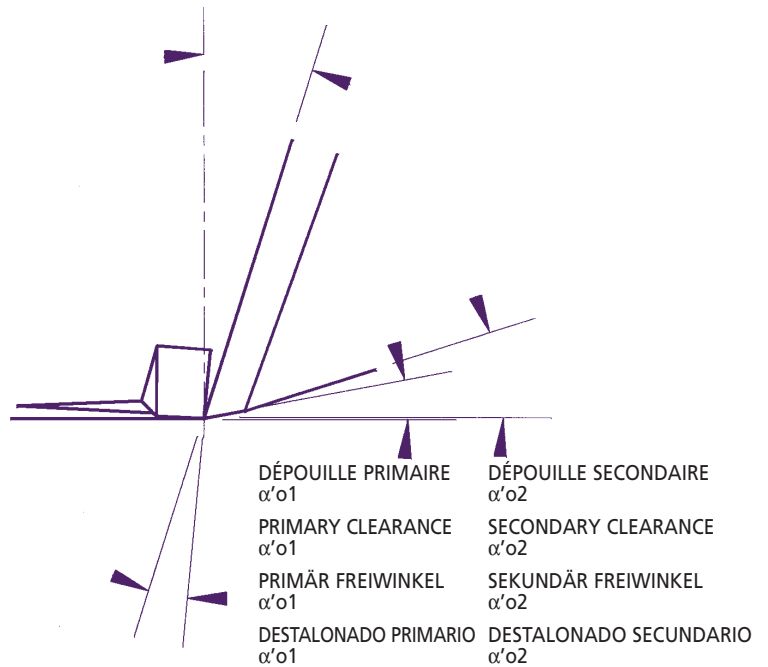 DÉPOUILLE PRIMAIRE
α'o1
PRIMARY CLEARANCE
α'o1
PRIMÄR FREIWINKEL
α'o1
DESTALONADO PRIMARIO
α'o1
DÉPOUILLE SECONDAIRE
α'o2
SECONDARY CLEARANCE
α'o2
SEKUNDÄR FREIWINKEL
α'o2
DESTALONADO SECUNDARIO
α'o2